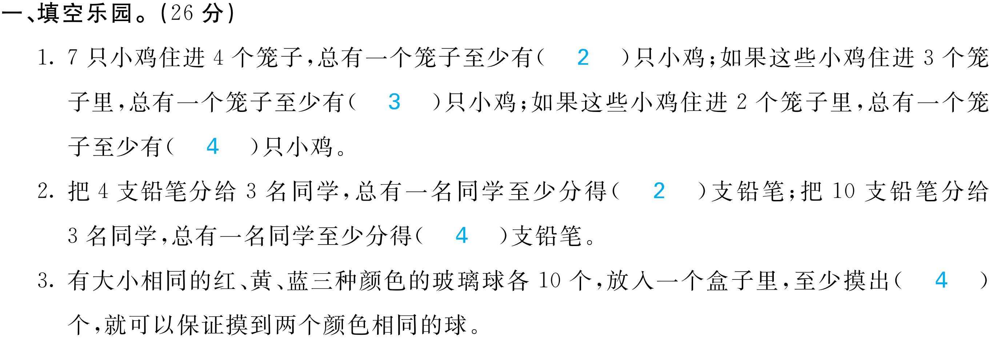 一、填空乐园。(26 分)
1. 7 只小鸡住进 4 个笼子,总有一个笼子至少有( 2 )只小鸡;如果这些小鸡住进 3 个笼
子里,总有一个笼子至少有( 3 )只小鸡;如果这些小鸡住进 2 个笼子里,总有一个笼
子至少有( 4 )只小鸡。
2. 把 4 支铅笔分给 3 名同学,总有一名同学至少分得( 2 )支铅笔;把 10 支铅笔分给
3 名同学,总有一名同学至少分得( 4 )支铅笔。
3. 有大小相同的红、黄、蓝三种颜色的玻璃球各 10 个,放入一个盒子里,至少摸出( 4 )
个,就可以保证摸到两个颜色相同的球。